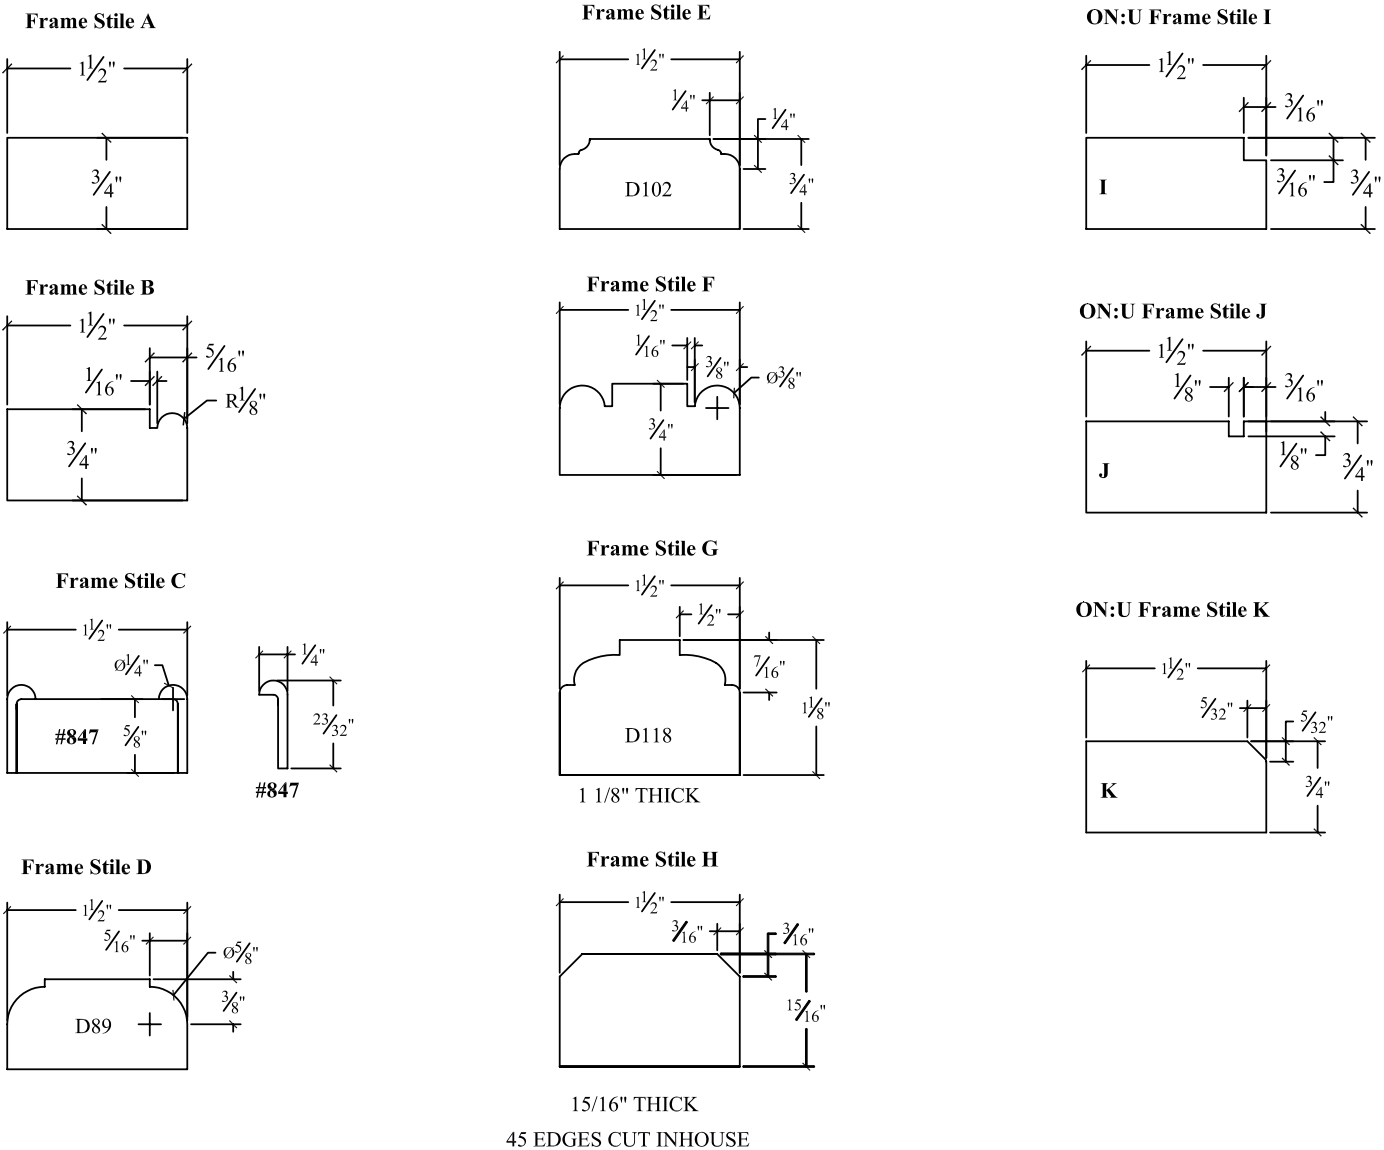 Frame Stile A
1 1/2"
3/4"
Frame Stile B
1 1/2"
5/16"
1/16"
R1/8"
3/4"
Frame Stile C
1 1/2"
Ø1/4"
1/4"
#847
5/8"
23/32"
#847
Frame Stile D
1 1/2"
5/16"
Ø5/8"
3/8"
D89
Frame Stile E
1 1/2"
1/4"
1/4"
3/4"
D102
Frame Stile F
1 1/2"
1/16"
3/8"
Ø3/8"
3/4"
Frame Stile G
1 1/2"
1/2"
7/16"
1 1/8"
D118
1 1/8" THICK
Frame Stile H
1 1/2"
3/16"
3/16"
15/16"
15/16" THICK
45 EDGES CUT INHOUSE
ON:U Frame Stile I
1 1/2"
3/16"
3/16"
3/4"
I
ON:U Frame Stile J
1 1/2"
1/8"
3/16"
1/8"
3/4"
J
ON:U Frame Stile K
1 1/2"
5/32"
5/32"
3/4"
K